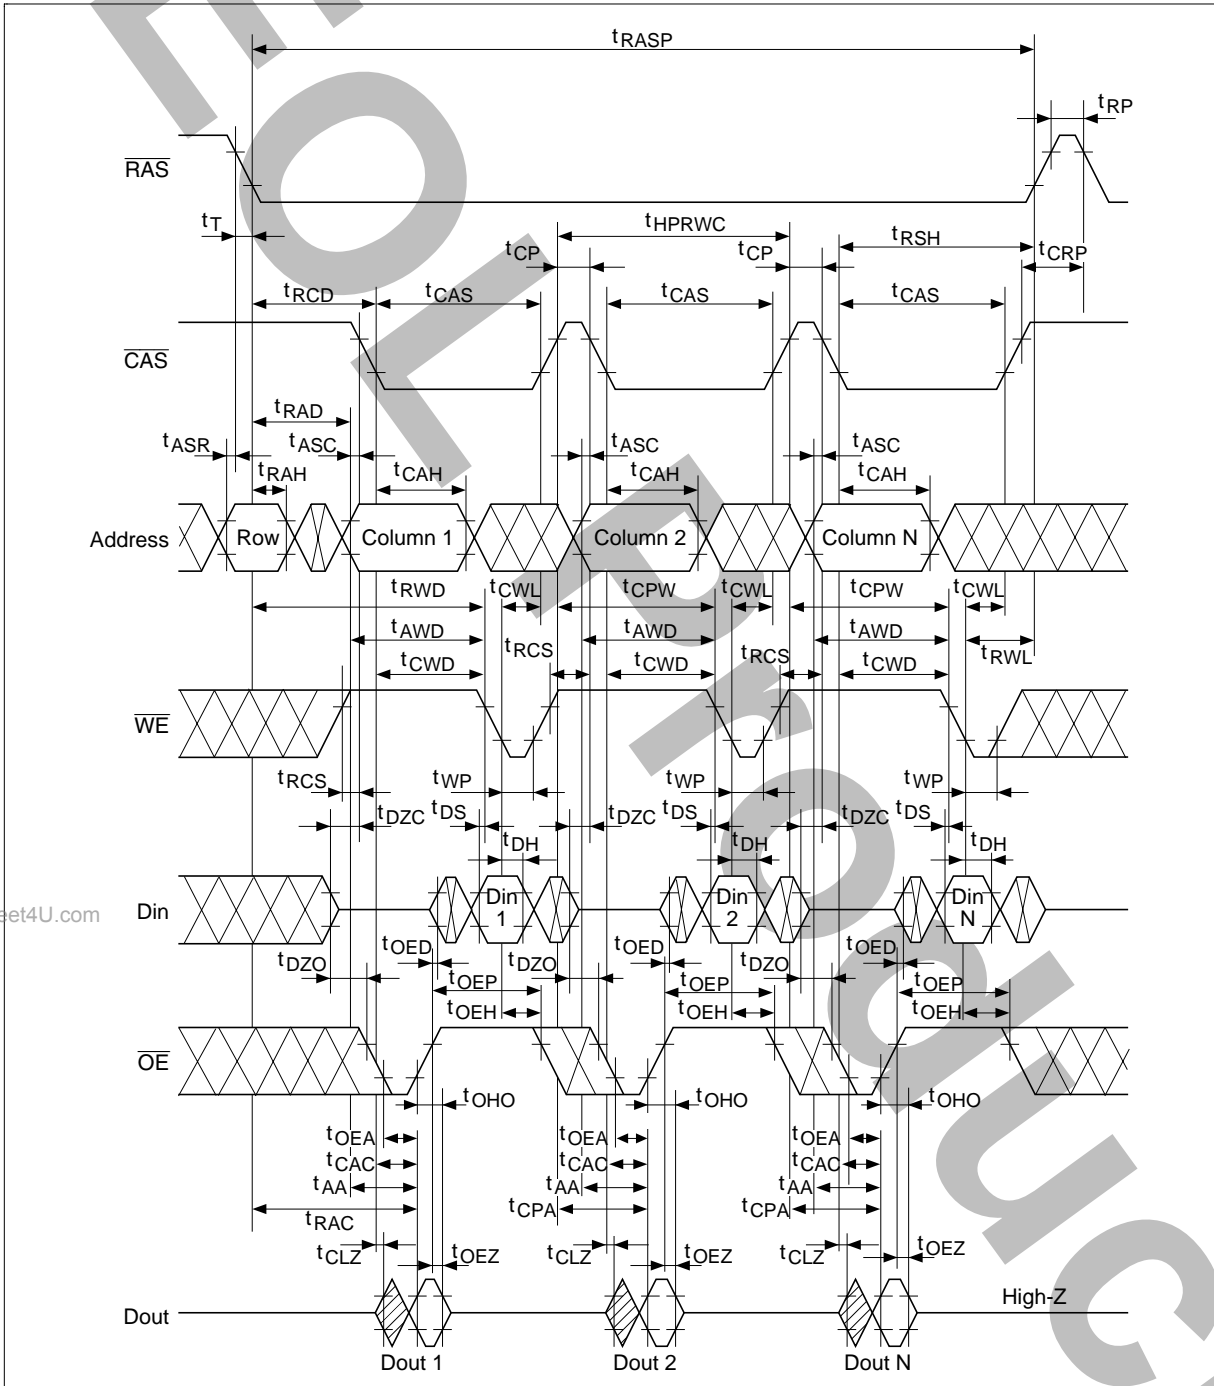 EOL Product
tRASP
tRP
RAS
tT
tHPRWC
tRSH
tCP
tCP
tCRP
tRCD
tCAS
tCAS
tCAS
CAS
tRAD
tASR
tASC
tASC
tASC
tRAH
tCAH
tCAH
tCAH
Address
Row
Column 1
Column 2
Column N
tRWD
tCWL
tCPW
tCWL
tCPW
tCWL
tAWD
tAWD
tAWD
tRCS
tRCS
tRWL
tCWD
tCWD
tCWD
WE
tRCS
tWP
tWP
tWP
tDZC
tDS
tDZC
tDS
tDZC
tDS
tDH
tDH
tDH
eet4U.com
Din
Din 1
Din 2
Din N
tOED
tOED
tOED
tDZO
tDZO
tDZO
tOEP
tOEP
tOEP
tOEH
tOEH
tOEH
OE
tOHO
tOHO
tOHO
tOEA
tOEA
tOEA
tCAC
tCAC
tCAC
tAA
tAA
tAA
tRAC
tCPA
tCPA
tCLZ
tOEZ
tCLZ
tOEZ
tCLZ
tOEZ
High-Z
Dout
Dout 1
Dout 2
Dout N